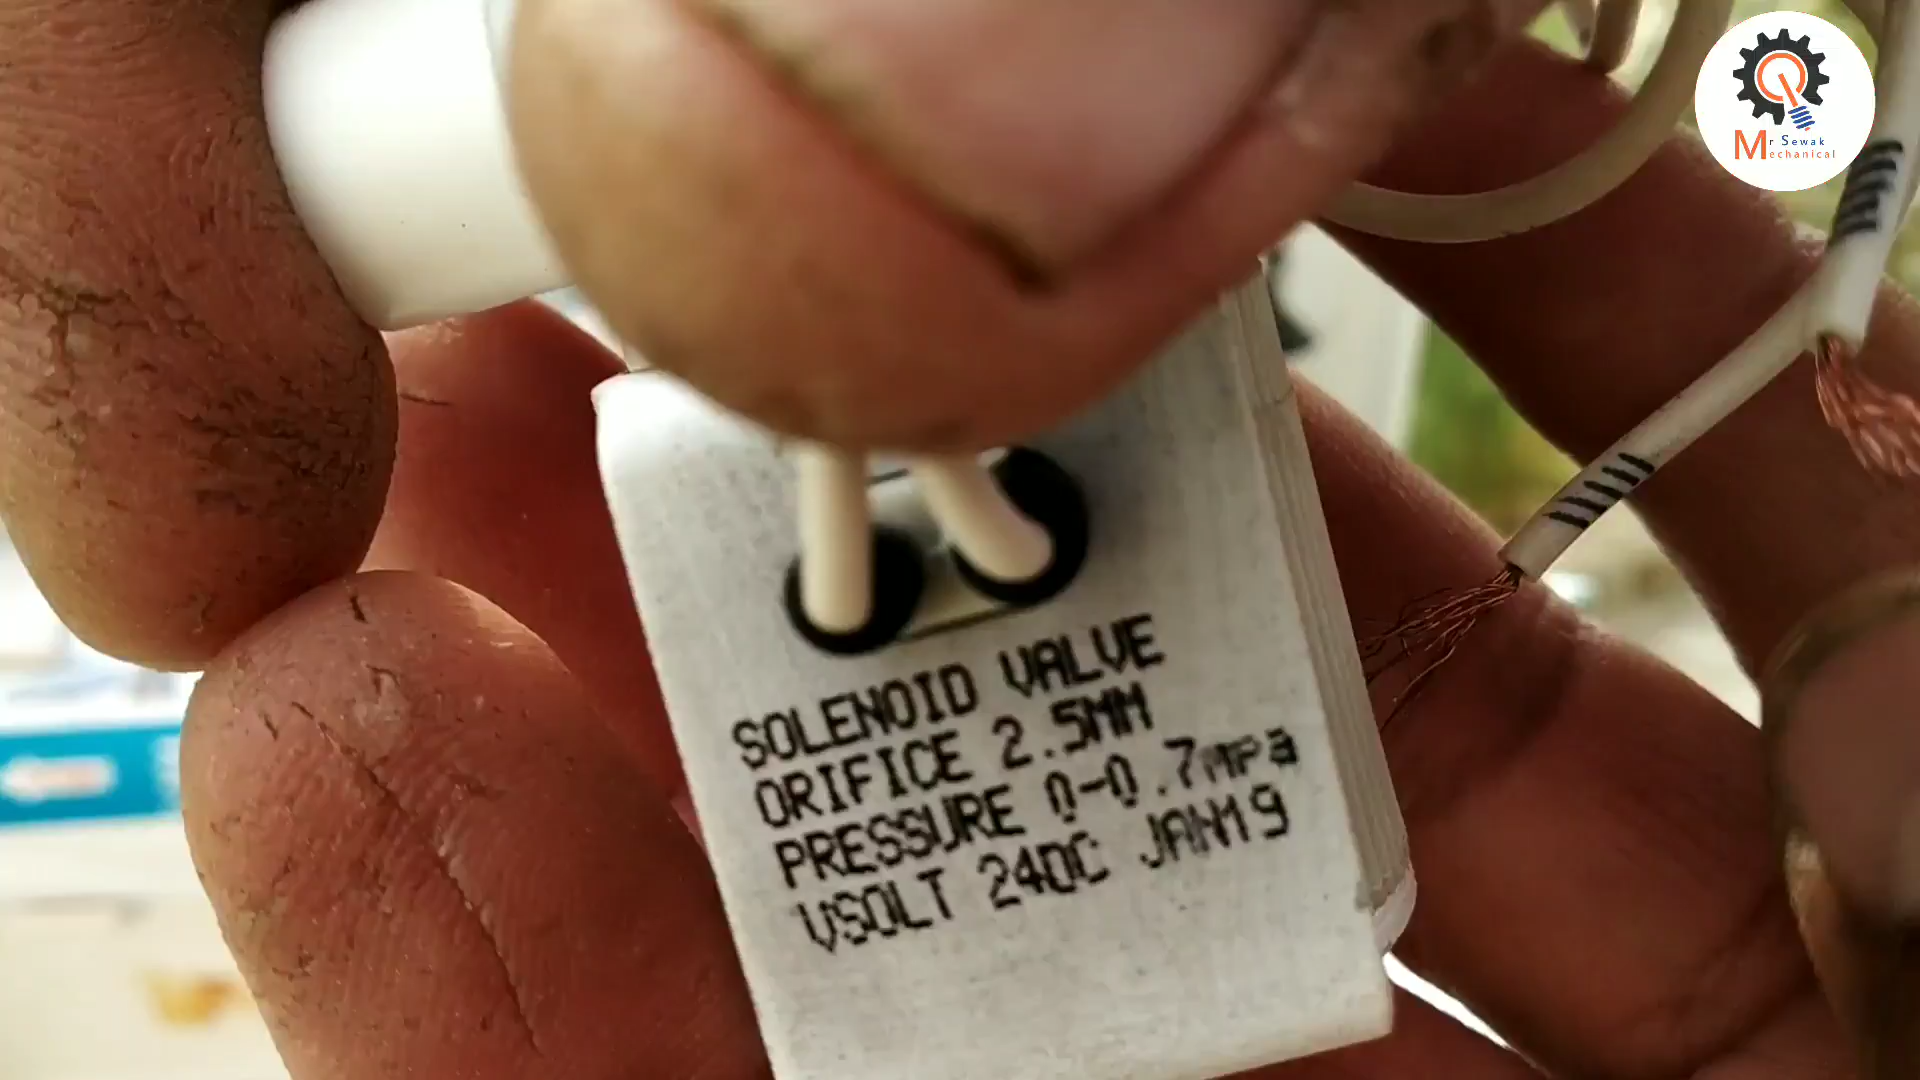 Mr Sewak
Mechanical
SOLENOID VALVE
ORIFICE 2.5MM
PRESSURE 0-0.7MPa
VSOLT 24DC JAN19